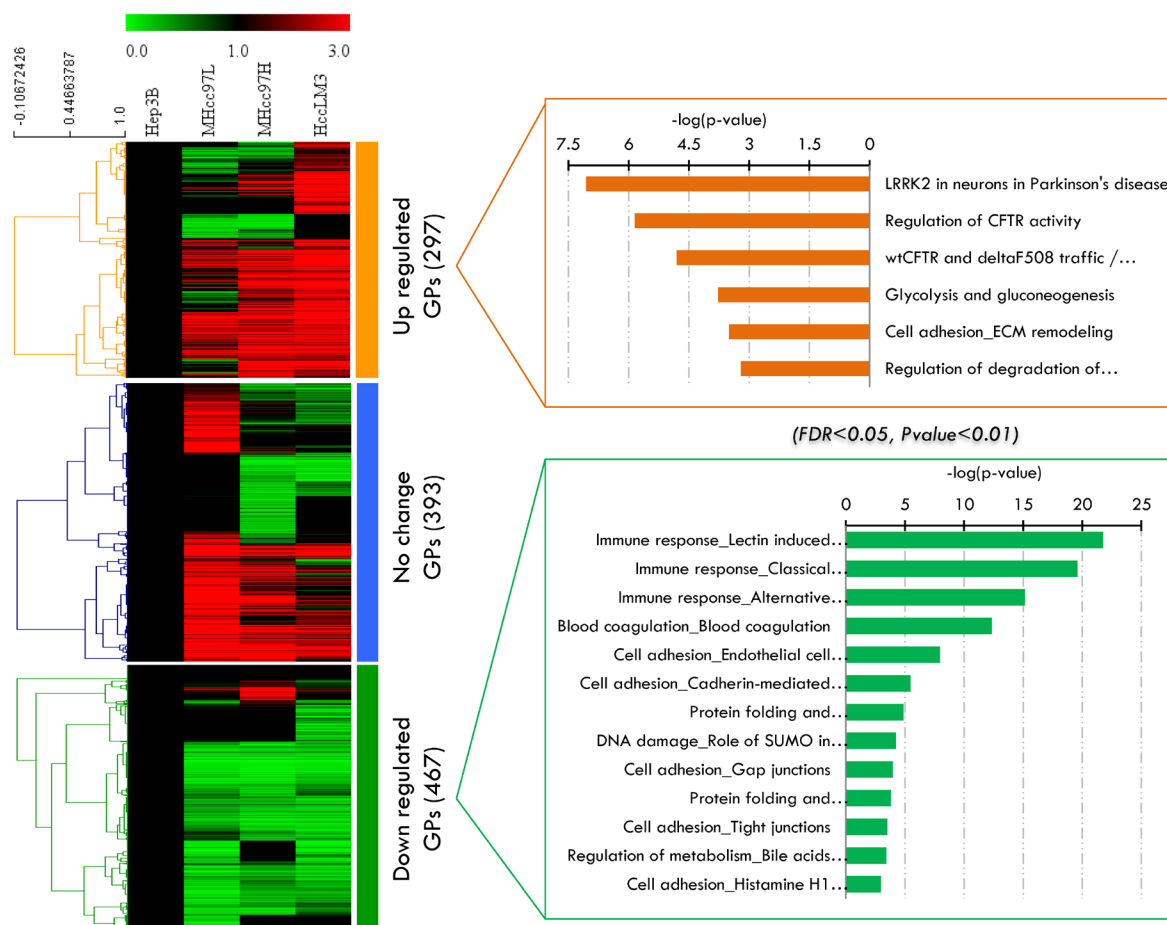 0.0 1.0 3.0
-0.10672426
0.44663787
1.0
Hep3B
MHcc97L
MHcc97H
HccLM3
Up regulated
GPs (297)
No change
GPs (393)
Down regulated
GPs (467)
-log(p-value)
7.5 6 4.5 3 1.5 0
LRRK2 in neurons in Parkinson's disease
Regulation of CFTR activity
wtCFTR and deltaF508 traffic /...
Glycolysis and gluconeogenesis
Cell adhesion_ECM remodeling
Regulation of degradation of...
(FDR<0.05, Pvalue<0.01)
-log(p-value)
0 5 10 15 20 25
Immune response_Lectin induced...
Immune response_Classical...
Immune response_Alternative...
Blood coagulation_Blood coagulation
Cell adhesion_Endothelial cell...
Cell adhesion_Cadherin-mediated...
Protein folding and...
DNA damage_Role of SUMO in...
Cell adhesion_Gap junctions
Protein folding and...
Cell adhesion_Tight junctions
Regulation of metabolism_Bile acids...
Cell adhesion_Histamine H1...